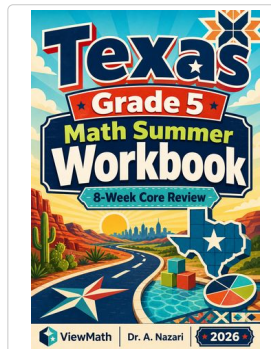 Texas
Grade 5
Math Summer
Workbook
8-Week Core Review
ViewMath | Dr. A. Nazari | 2026